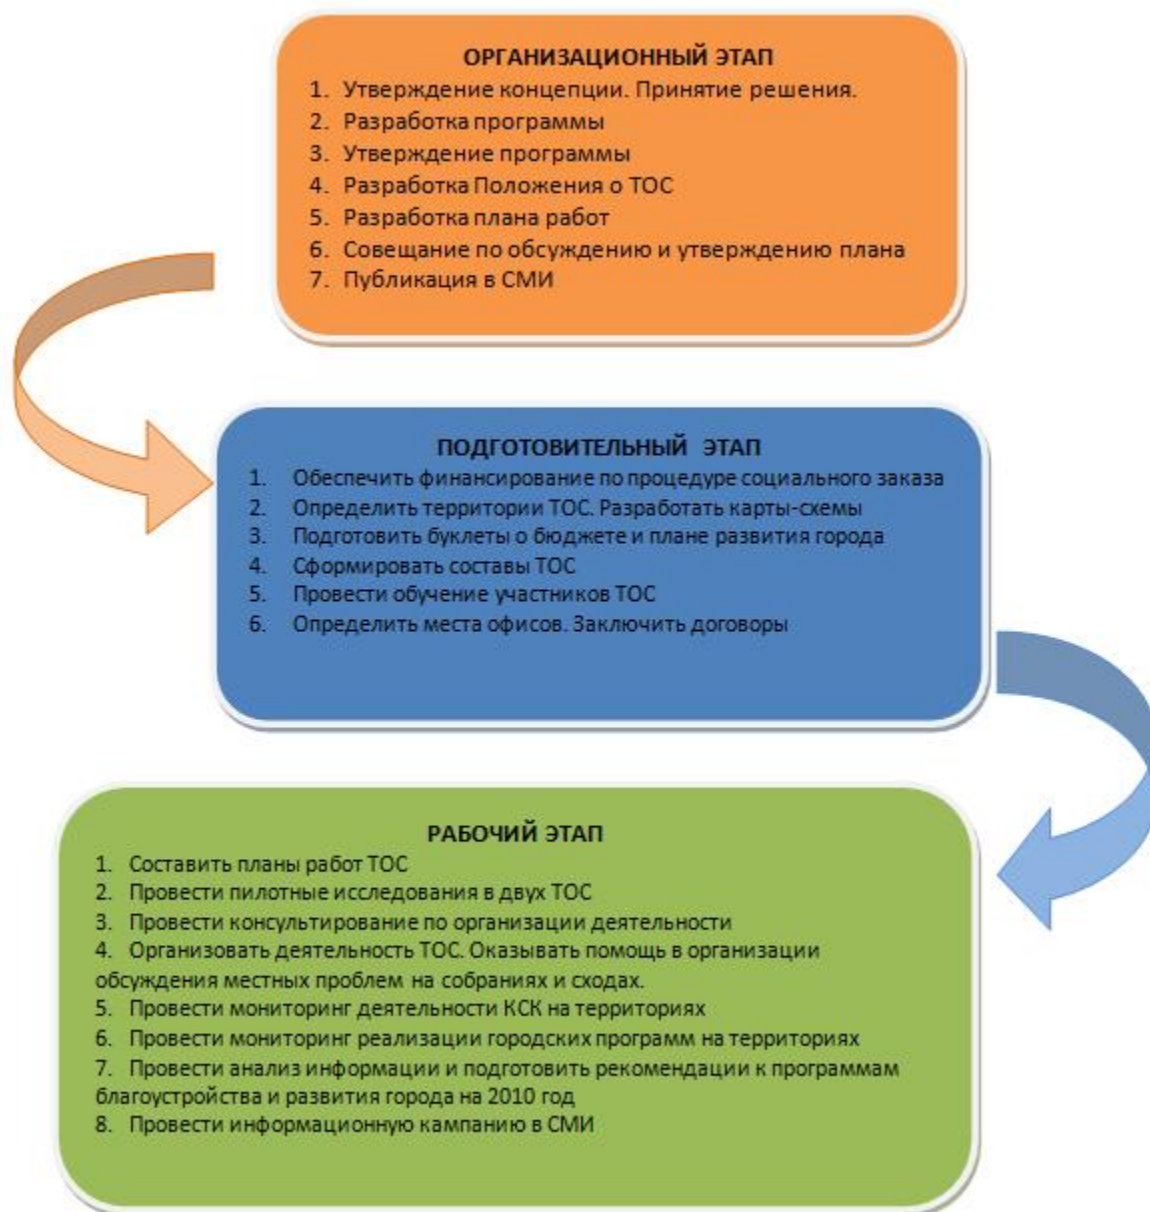 ОРГАНИЗАЦИОННЫЙ ЭТАП
1. Утверждение концепции. Принятие решения.
2. Разработка программы
3. Утверждение программы
4. Разработка Положения о ТОС
5. Разработка плана работ
6. Совещание по обсуждению и утверждению плана
7. Публикация в СМИ
ПОДГОТОВИТЕЛЬНЫЙ ЭТАП
1. Обеспечить финансирование по процедуре социального заказа
2. Определить территории ТОС. Разработать карты-схемы
3. Подготовить буклеты о бюджете и плане развития города
4. Сформировать составы ТОС
5. Провести обучение участников ТОС
6. Определить места офисов. Заключить договоры
РАБОЧИЙ ЭТАП
1. Составить планы работ ТОС
2. Провести пилотные исследования в двух ТОС
3. Провести консультирование по организации деятельности
4. Организовать деятельность ТОС. Оказывать помощь в организации
обсуждения местных проблем на собраниях и сходах.
5. Провести мониторинг деятельности КСК на территориях
6. Провести мониторинг реализации городских программ на территориях
7. Провести анализ информации и подготовить рекомендации к программам
благоустройства и развития города на 2010 год
8. Провести информационную кампанию в СМИ